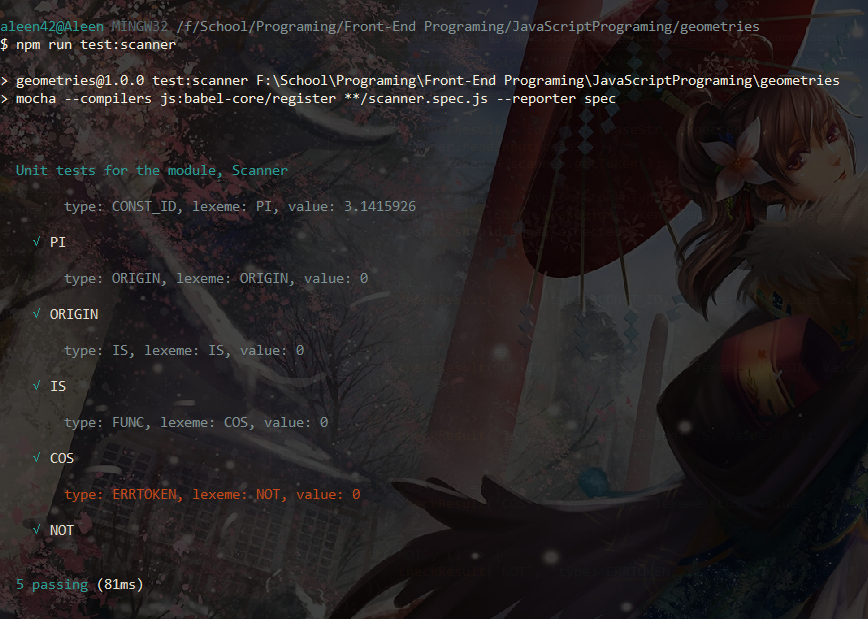 aleen42@Aleen MINGW32 /f/School/Programing/Front-End Programing/JavaScriptPrograming/geometries
$ npm run test:scanner
> geometries@1.0.0 test:scanner F:\School\Programing\Front-End Programing\JavaScriptPrograming\geometries
> mocha --compilers js:babel-core/register **/scanner.spec.js --reporter spec
Unit tests for the module, Scanner
type: CONST_ID, lexeme: PI, value: 3.1415926
√ PI
type: ORIGIN, lexeme: ORIGIN, value: 0
√ ORIGIN
type: IS, lexeme: IS, value: 0
√ IS
type: FUNC, lexeme: COS, value: 0
√ COS
type: ERRTOKEN, lexeme: NOT, value: 0
√ NOT
5 passing (81ms)